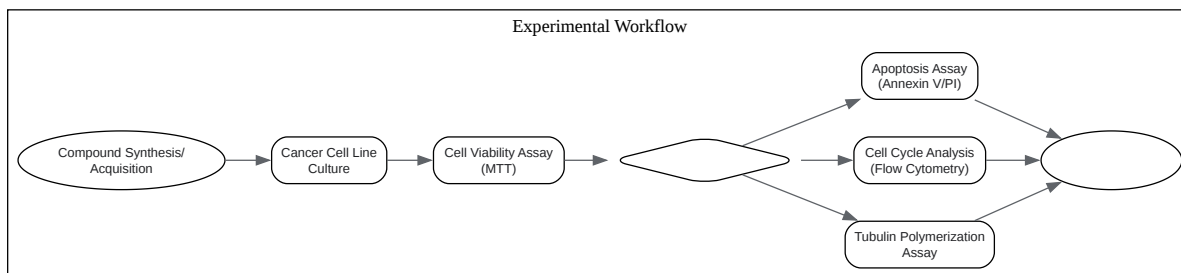 Experimental Workflow
Compound Synthesis/
Acquisition
Cancer Cell Line
Culture
Cell Viability Assay
(MTT)
Apoptosis Assay
(Annexin V/PI)
Cell Cycle Analysis
(Flow Cytometry)
Tubulin Polymerization
Assay